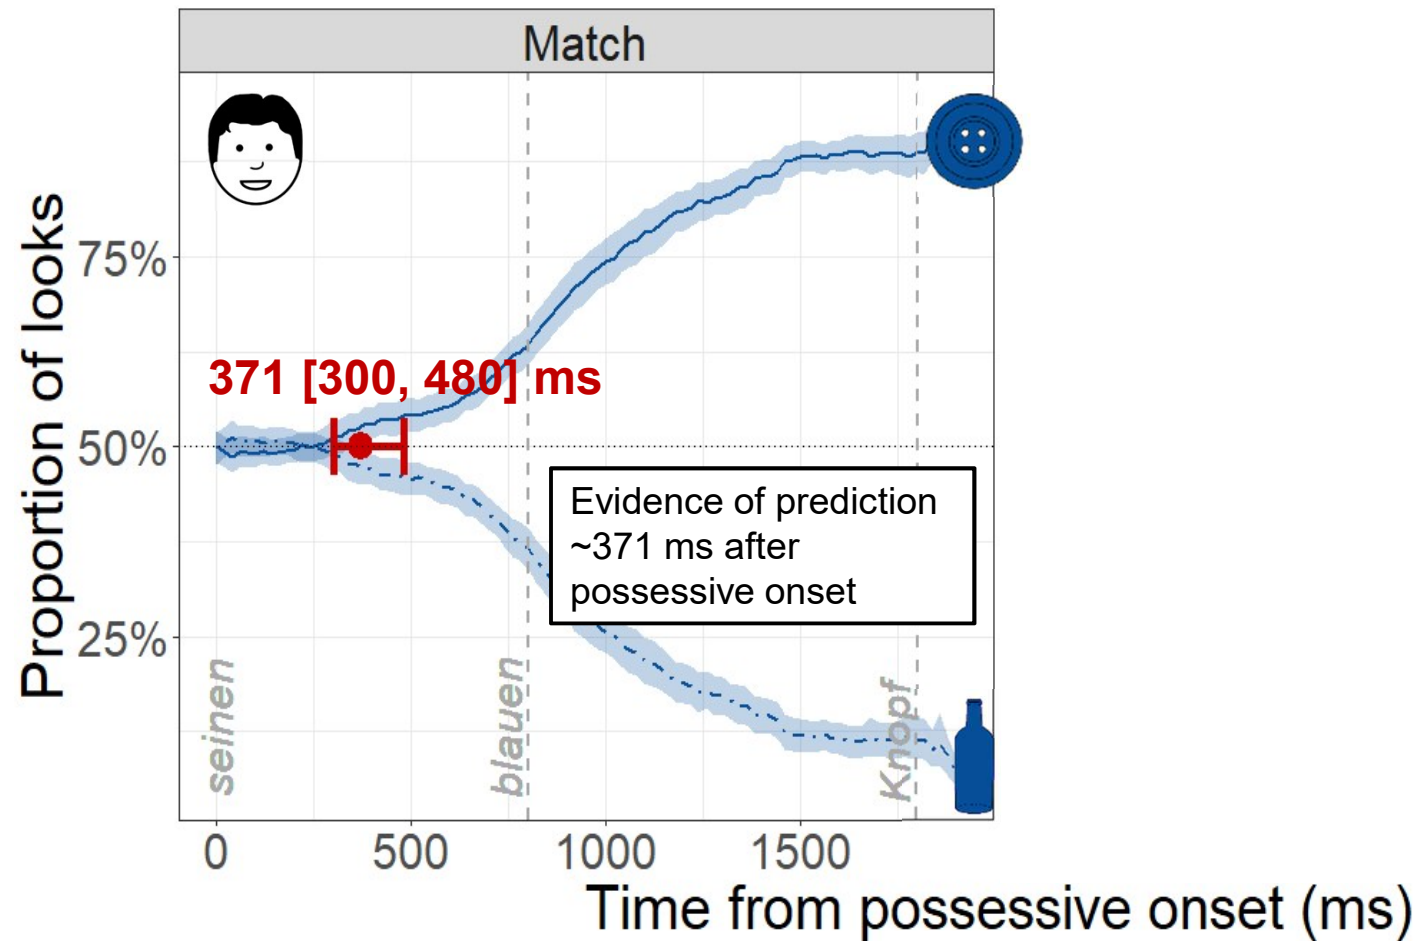 Match
Proportion of looks
75%
50%
25%
371 [300, 480] ms
Evidence of prediction
~371 ms after
possessive onset
seinen
blauen
Knopf
0 500 1000 1500
Time from possessive onset (ms)